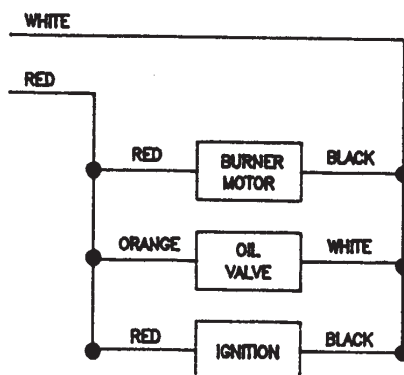 WHITE
RED
RED
BURNER
MOTOR
BLACK
ORANGE
OIL
VALVE
WHITE
RED
IGNITION
BLACK